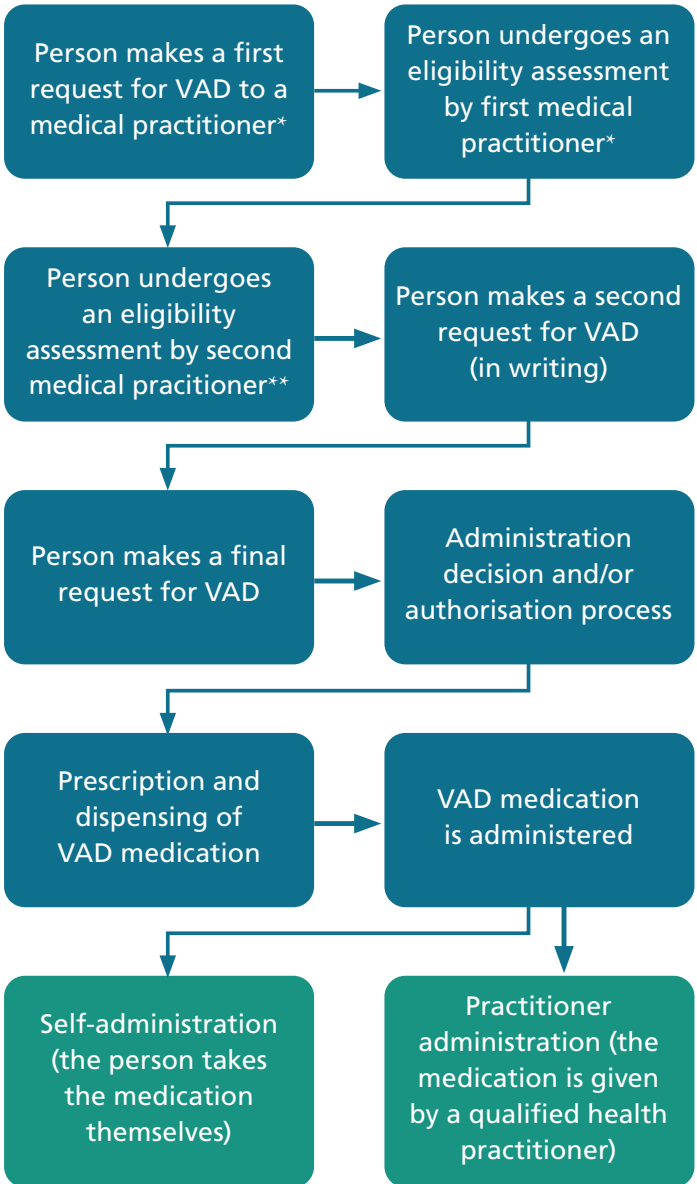 Person makes a first
request for VAD to a
medical practitioner*
Person undergoes an
eligibility assessment
by first medical
practitioner*
Person undergoes
an eligibility
assessment by second
medical pracitioner**
Person makes a second
request for VAD
(in writing)
Person makes a final
request for VAD
Administration
decision and/or
authorisation process
Prescription and
dispensing of
VAD medication
VAD medication
is administered
Self-administration
(the person takes
the medication
themselves)
Practitioner
administration (the
medication is given
by a qualified health
practitioner)